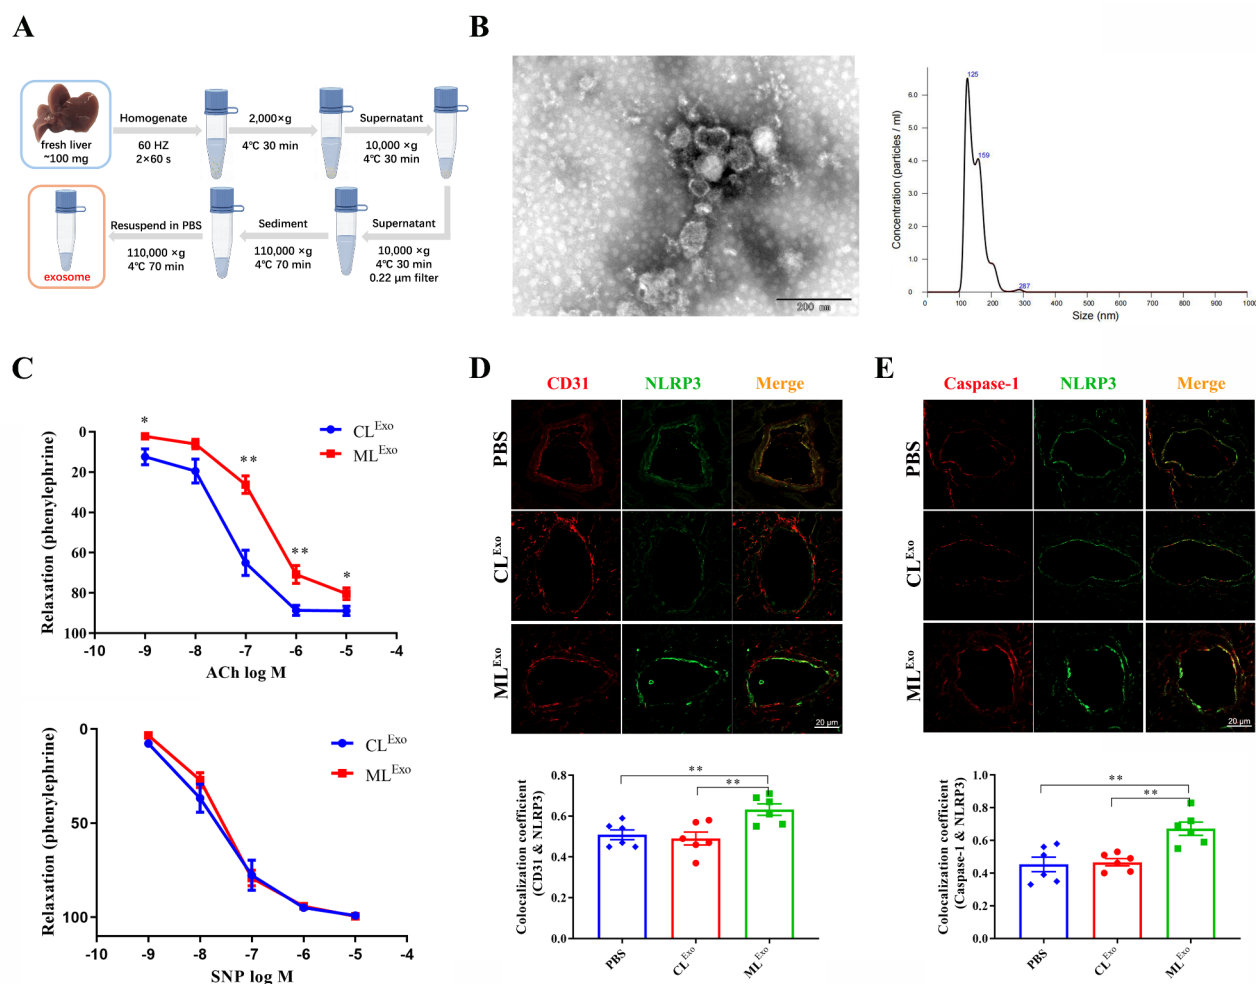 A
fresh liver
~100 mg
Homogenate
60 HZ
2×60 s
2,000×g
4℃ 30 min
Supernatant
10,000 ×g
4℃ 30 min
exosome
Resuspend in PBS
110,000 ×g
4℃ 70 min
Sediment
110,000 ×g
4℃ 70 min
Supernatant
10,000 ×g
4℃ 30 min
0.22 μm filter
B
200 nm
Concentration (particles / ml)
6.0
5.0
4.0
3.0
2.0
1.0
0
125
159
287
0 100 200 300 400 500 600 700 800 900 1000
Size (nm)
C
Relaxation (phenylephrine)
0
20
40
60
80
100
* ** ** *
CL Exo
ML Exo
-10 -9 -8 -7 -6 -5 -4
ACh log M
Relaxation (phenylephrine)
0
50
100
CL Exo
ML Exo
-10 -9 -8 -7 -6 -5 -4
SNP log M
D
CD31 NLRP3 Merge
PBS
CL Exo
ML Exo
20 μm
Colocalization coefficient
(CD31 & NLRP3)
0.8
0.6
0.4
0.2
0.0
**
**
PBS CL Exo ML Exo
E
Caspase-1 NLRP3 Merge
PBS
CL Exo
ML Exo
20 μm
Colocalization coefficient
(Caspase-1 & NLRP3)
1.0
0.8
0.6
0.4
0.2
0.0
**
**
PBS CL Exo ML Exo